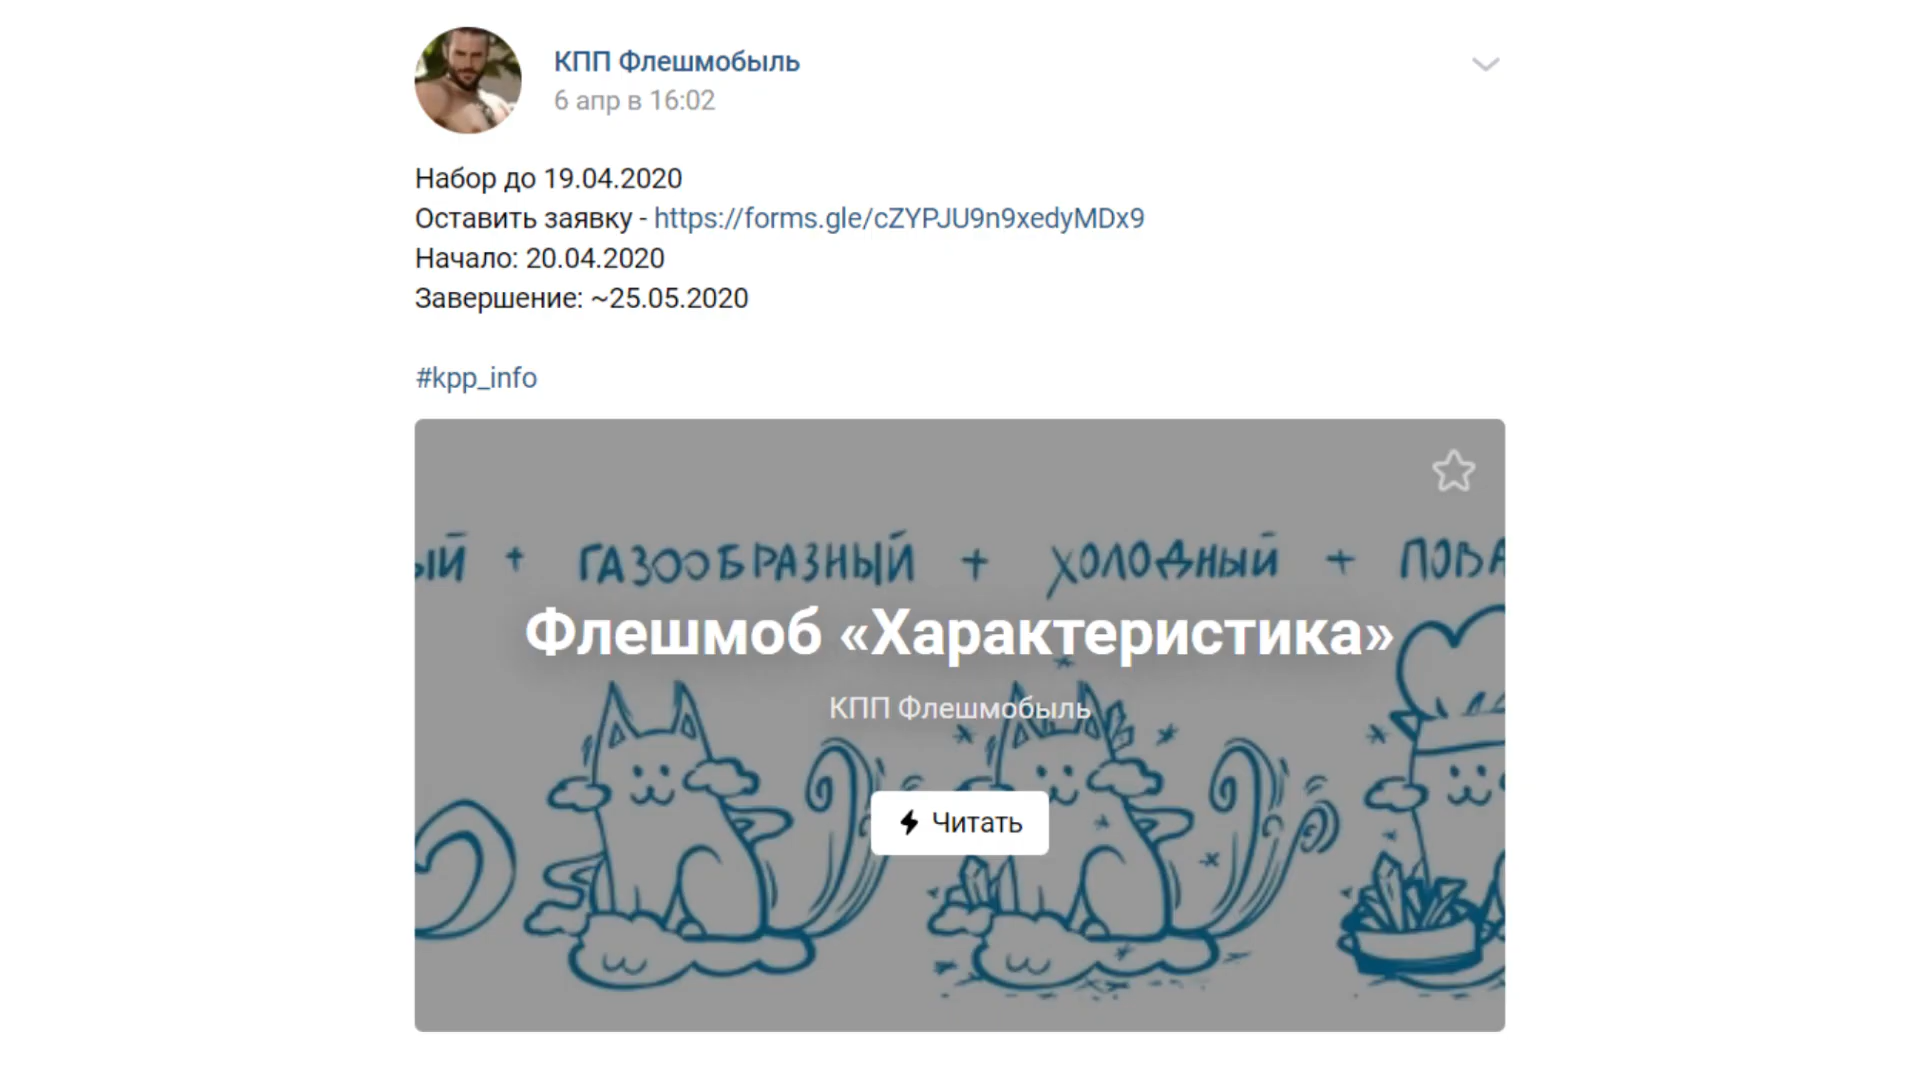 КПП Флешмобыль
6 апр в 16:02
Набор до 19.04.2020
Оставить заявку - https://forms.gle/cZYPJU9n9xedyMDx9
Начало: 20.04.2020
Завершение: ~25.05.2020
#kpp_info
ЫЙ + ГАЗООБРАЗНЫЙ + ХОЛОДНЫЙ + ПОВА
Флешмоб «Характеристика»
КПП Флешмобыль
Читать